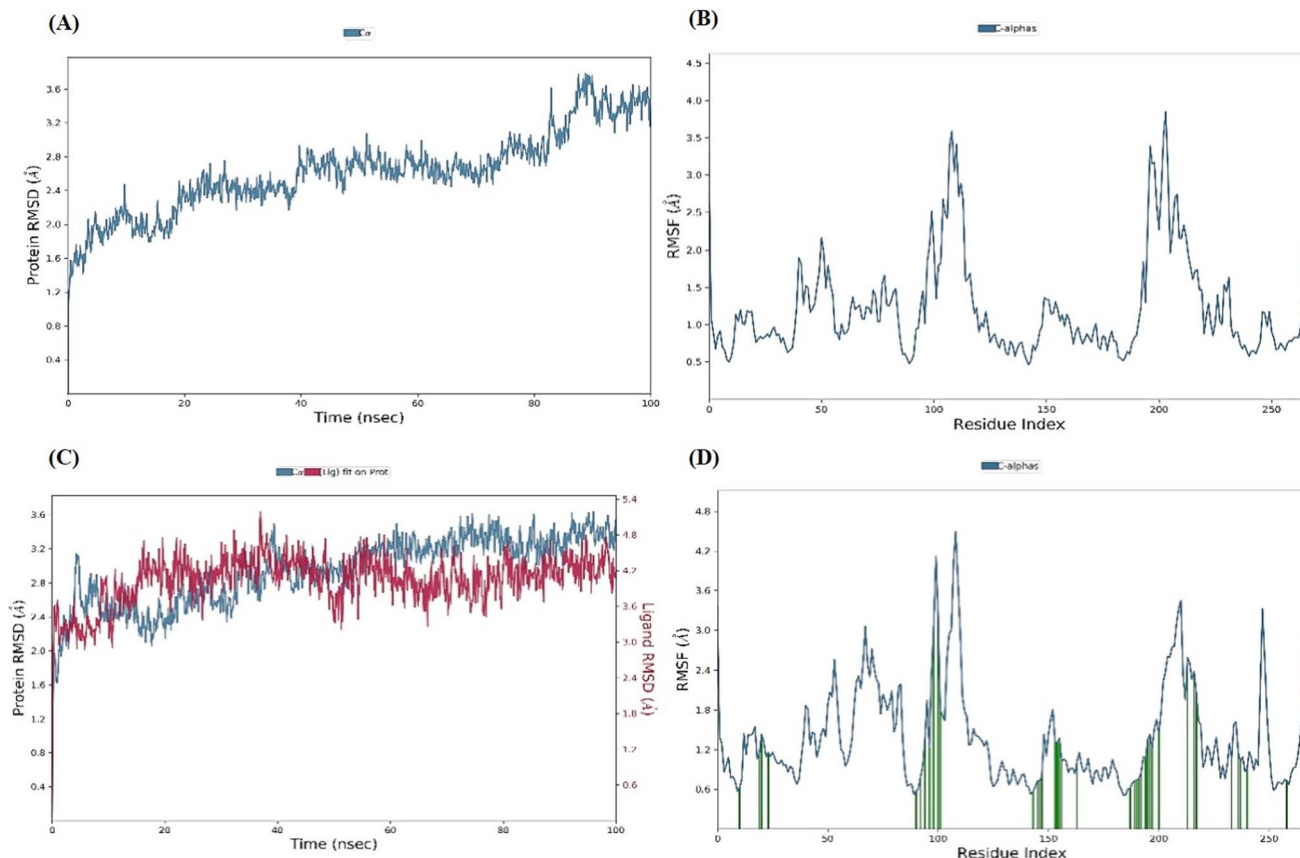 (A)
Cα
Protein RMSD (Å)
3.6
3.2
2.8
2.4
2.0
1.6
1.2
0.8
0.4
0 20 40 60 80 100
Time (nsec)
(B)
C-alphas
RMSF (Å)
4.5
4.0
3.5
3.0
2.5
2.0
1.5
1.0
0.5
0 50 100 150 200 250
Residue Index
(C)
Cα (Lig) fit on Prot
Protein RMSD (Å)
3.6
3.2
2.8
2.4
2.0
1.6
1.2
0.8
0.4
5.4
4.8
4.2
3.6
3.0
2.4
1.8
1.2
0.6
Ligand RMSD (Å)
0 20 40 60 80 100
Time (nsec)
(D)
C-alphas
RMSF (Å)
4.8
4.2
3.6
3.0
2.4
1.8
1.2
0.6
0 50 100 150 200 250
Residue Index